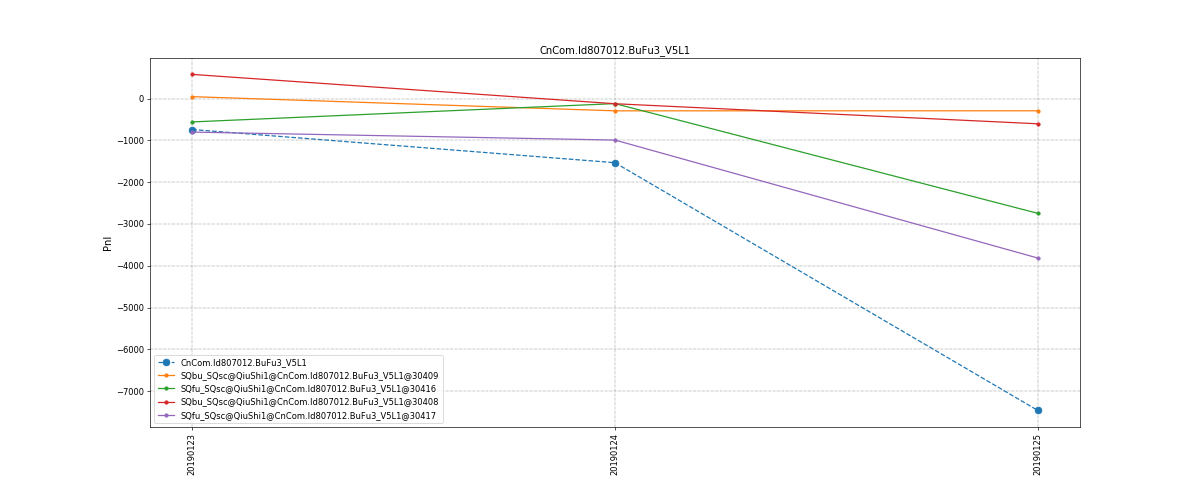 CnCom.Id807012.BuFu3_V5L1
0
−1000
−2000
−3000
−4000
−5000
−6000
−7000
Pnl
CnCom.Id807012.BuFu3_V5L1
SQbu_SQsc@QiuShi1@CnCom.Id807012.BuFu3_V5L1@30409
SQfu_SQsc@QiuShi1@CnCom.Id807012.BuFu3_V5L1@30416
SQbu_SQsc@QiuShi1@CnCom.Id807012.BuFu3_V5L1@30408
SQfu_SQsc@QiuShi1@CnCom.Id807012.BuFu3_V5L1@30417
20190123
20190124
20190125